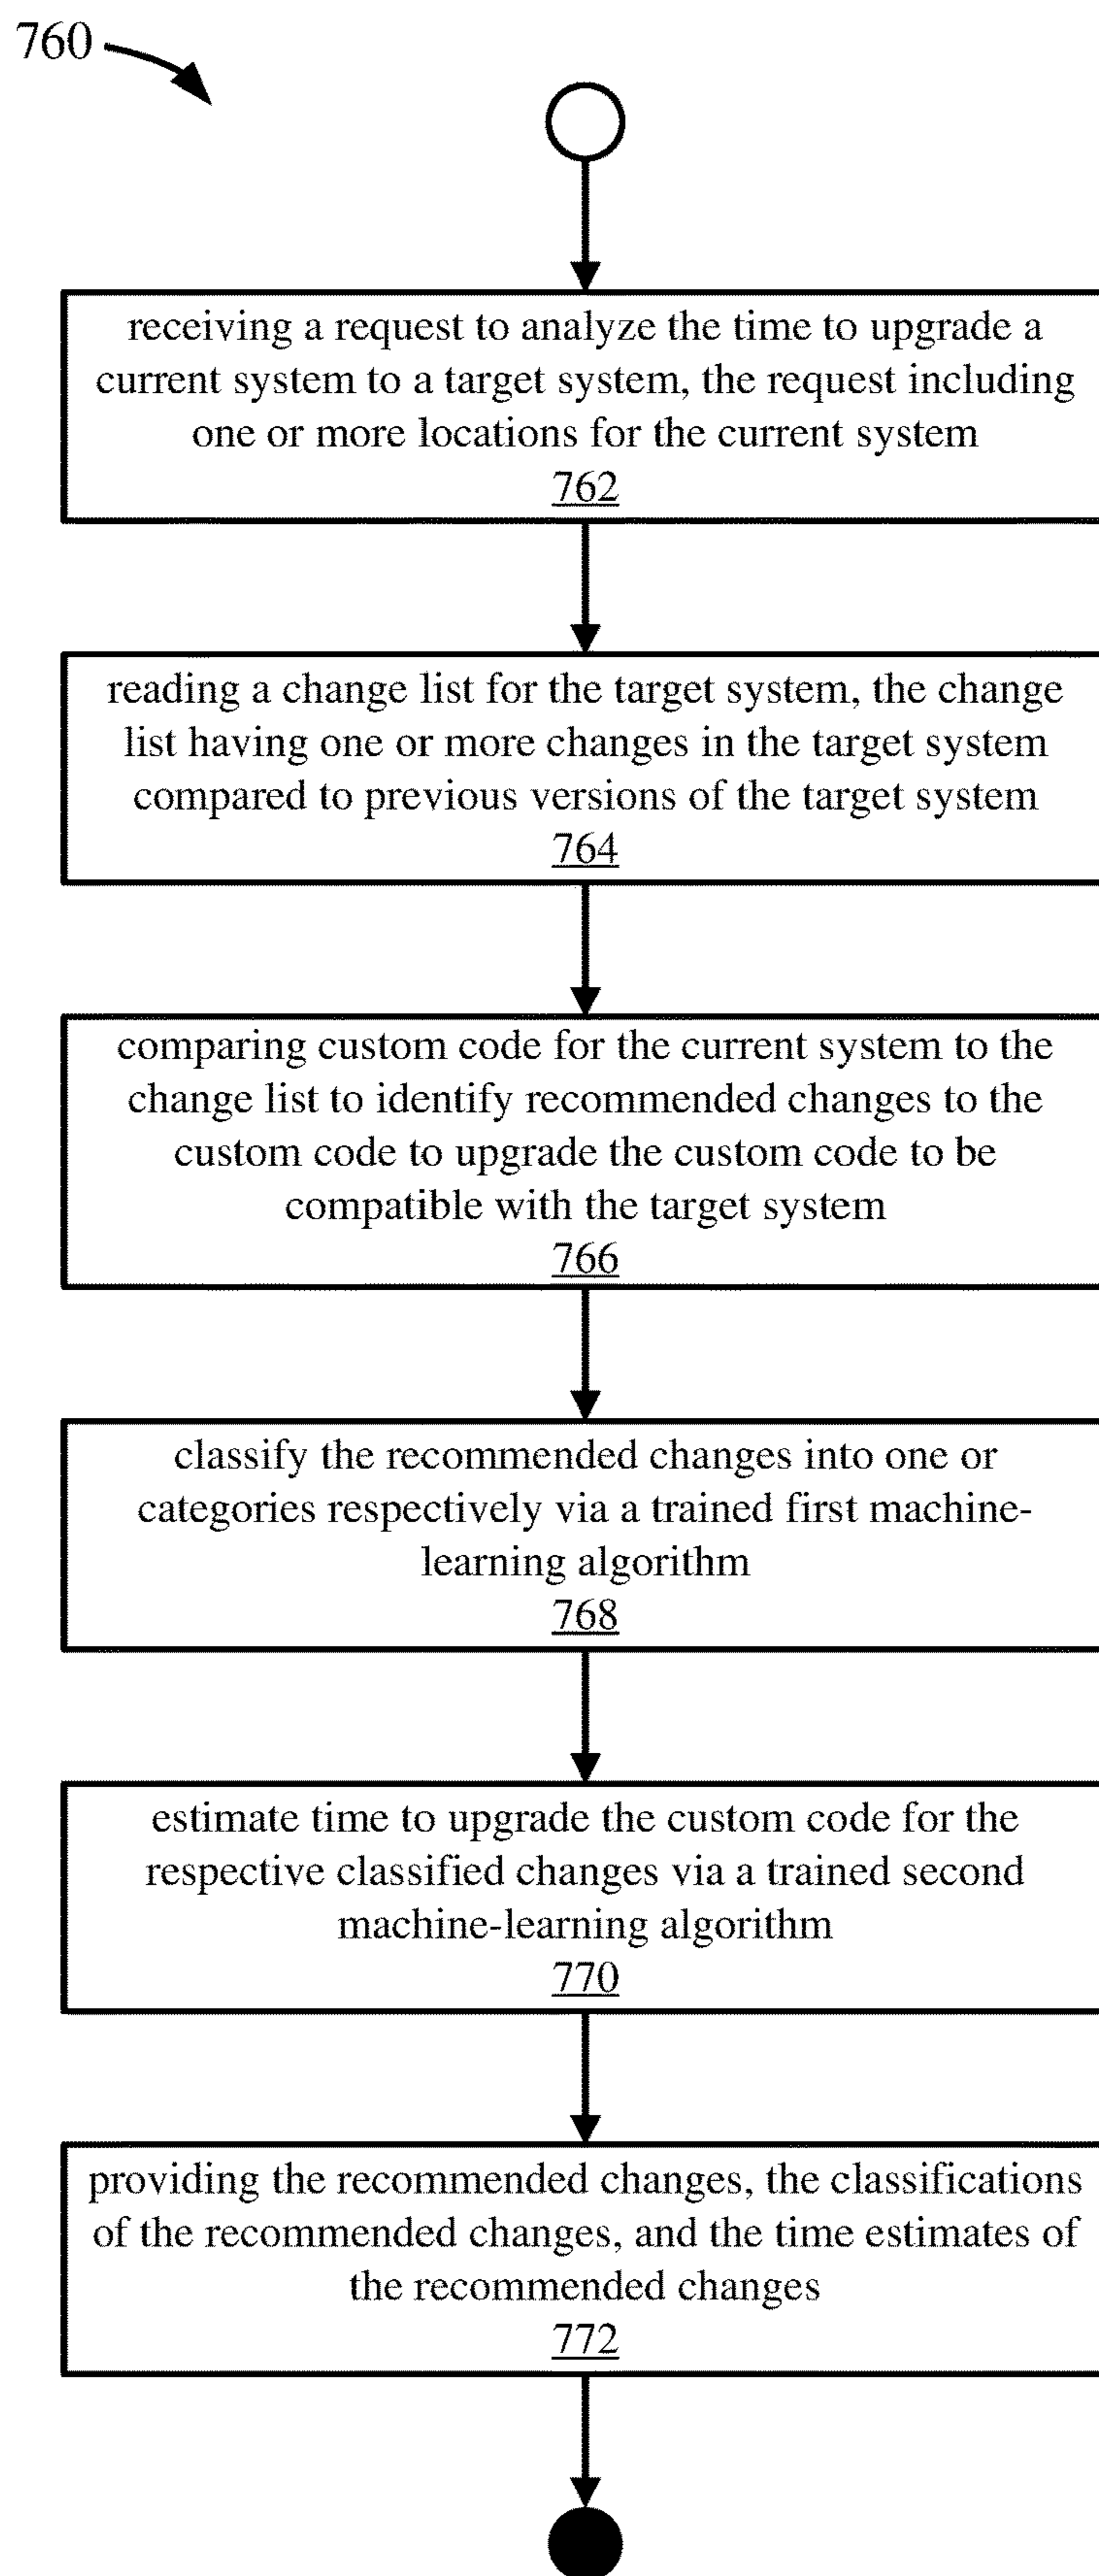 760
receiving a request to analyze the time to upgrade a
current system to a target system, the request including
one or more locations for the current system
762
reading a change list for the target system, the change
list having one or more changes in the target system
compared to previous versions of the target system
764
comparing custom code for the current system to the
change list to identify recommended changes to the
custom code to upgrade the custom code to be
compatible with the target system
766
classify the recommended changes into one or
categories respectively via a trained first machine-
learning algorithm
768
estimate time to upgrade the custom code for the
respective classified changes via a trained second
machine-learning algorithm
770
providing the recommended changes, the classifications
of the recommended changes, and the time estimates of
the recommended changes
772